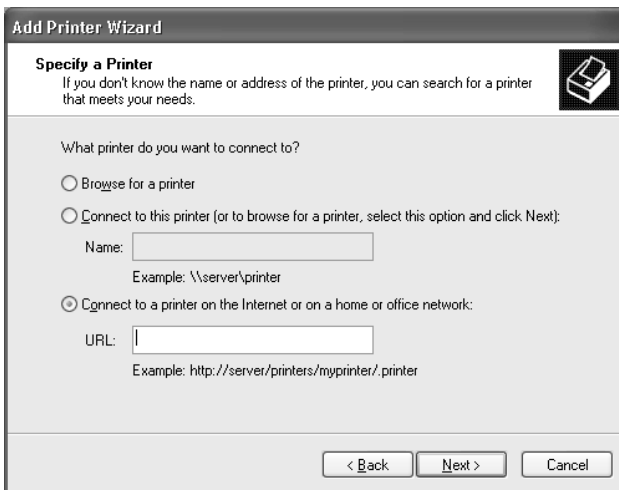 Add Printer Wizard
Specify a Printer
If you don't know the name or address of the printer, you can search for a printer
that meets your needs.
What printer do you want to connect to?
Browse for a printer
Connect to this printer (or to browse for a printer, select this option and click Next):
Name:
Example: \\server\printer
Connect to a printer on the Internet or on a home or office network:
URL:
Example: http://server/printers/myprinter/.printer
< Back Next > Cancel